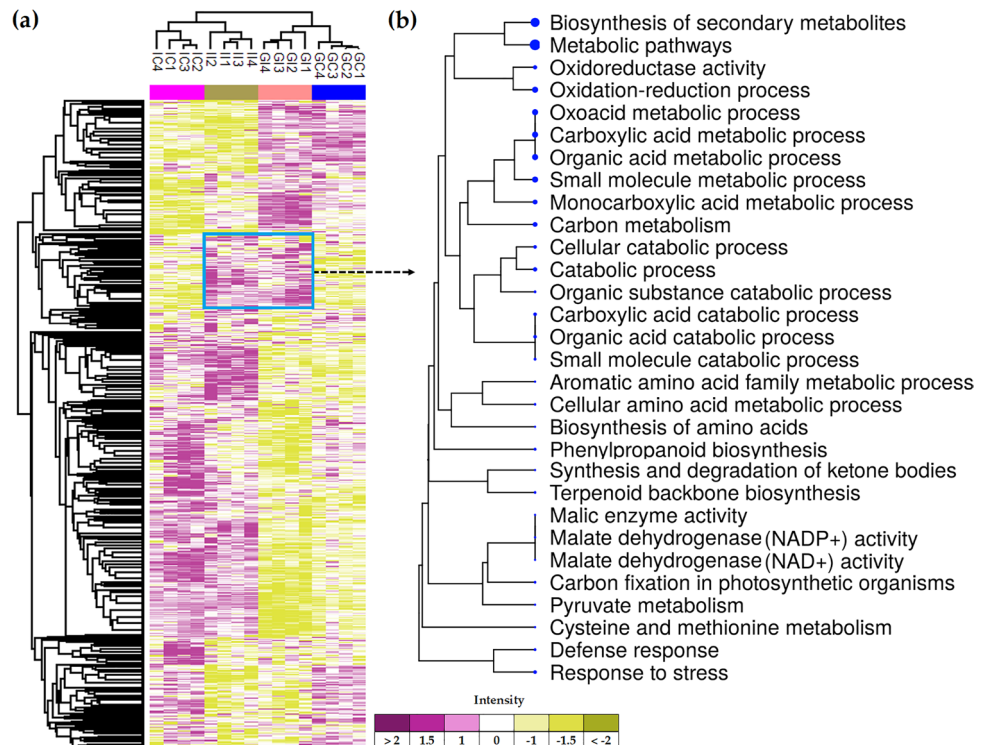 (a)
(b)
IC4 IC1 IC3 IC2 II2 II1 II3 II4 GI4 GI3 GI2 GI1 GC4 GC3 GC2 GC1
Biosynthesis of secondary metabolites
Metabolic pathways
Oxidoreductase activity
Oxidation-reduction process
Oxoacid metabolic process
Carboxylic acid metabolic process
Organic acid metabolic process
Small molecule metabolic process
Monocarboxylic acid metabolic process
Carbon metabolism
Cellular catabolic process
Catabolic process
Organic substance catabolic process
Carboxylic acid catabolic process
Organic acid catabolic process
Small molecule catabolic process
Aromatic amino acid family metabolic process
Cellular amino acid metabolic process
Biosynthesis of amino acids
Phenylpropanoid biosynthesis
Synthesis and degradation of ketone bodies
Terpenoid backbone biosynthesis
Malic enzyme activity
Malate dehydrogenase (NADP+) activity
Malate dehydrogenase (NAD+) activity
Carbon fixation in photosynthetic organisms
Pyruvate metabolism
Cysteine and methionine metabolism
Defense response
Response to stress
Intensity
>2 1.5 1 0 -1 -1.5 <-2